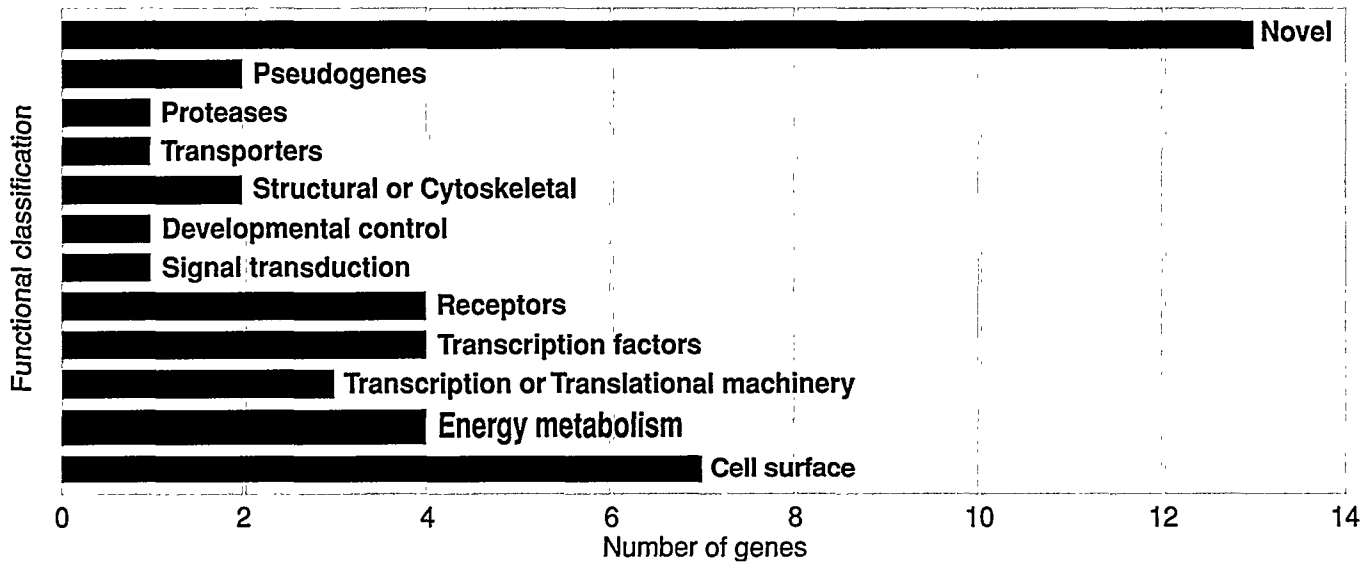 Novel
Pseudogenes
Proteases
Transporters
Structural or Cytoskeletal
Developmental control
Signal transduction
Receptors
Transcription factors
Transcription or Translational machinery
Energy metabolism
Cell surface
Functional classification
0 2 4 6 8 10 12 14
Number of genes